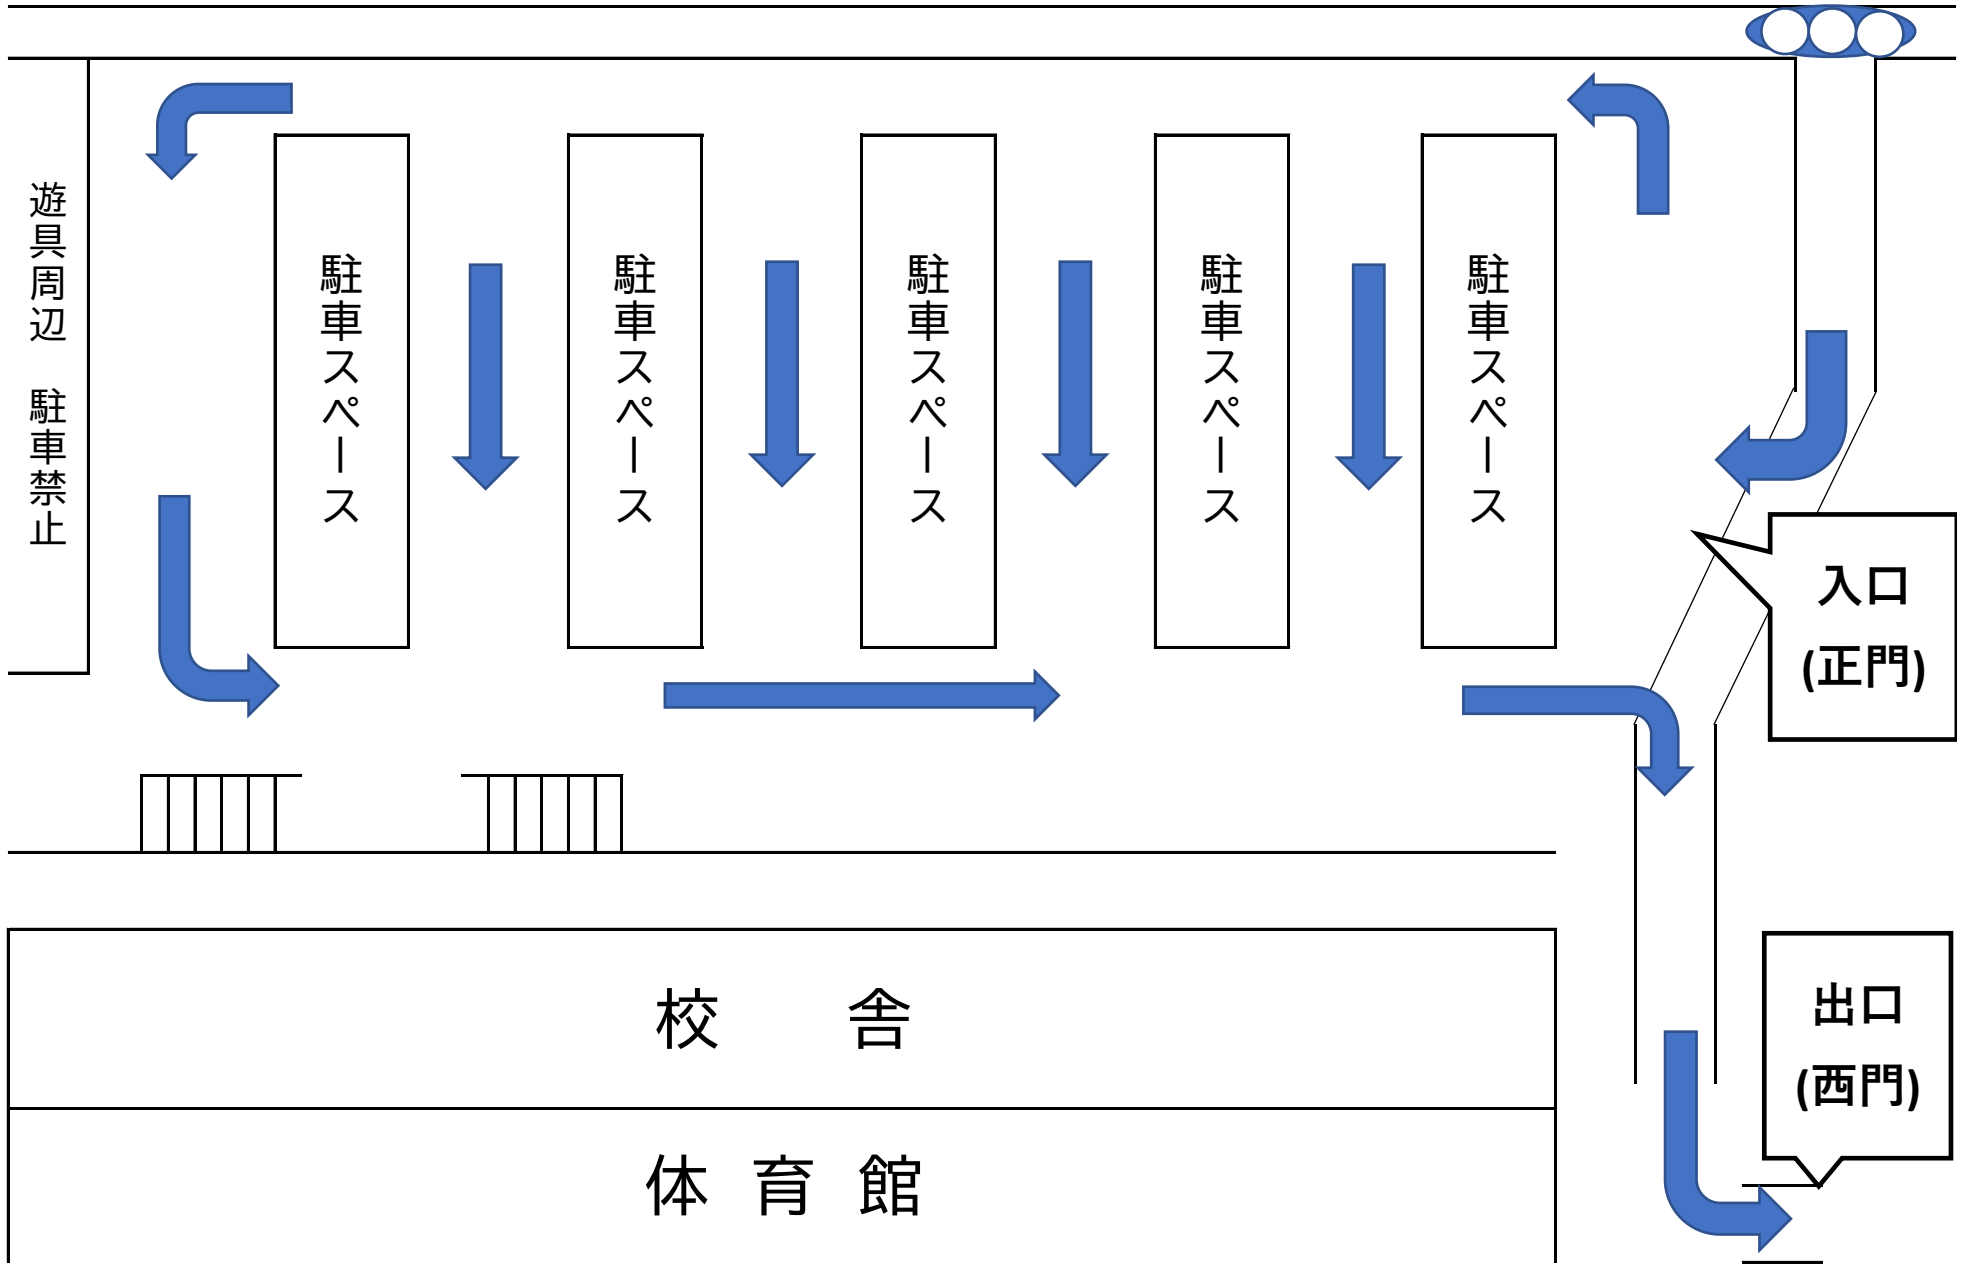 遊具周辺　駐車禁止
駐車スペース
駐車スペース
駐車スペース
駐車スペース
駐車スペース
入口
(正門)
出口
(西門)
校　舎
体育館